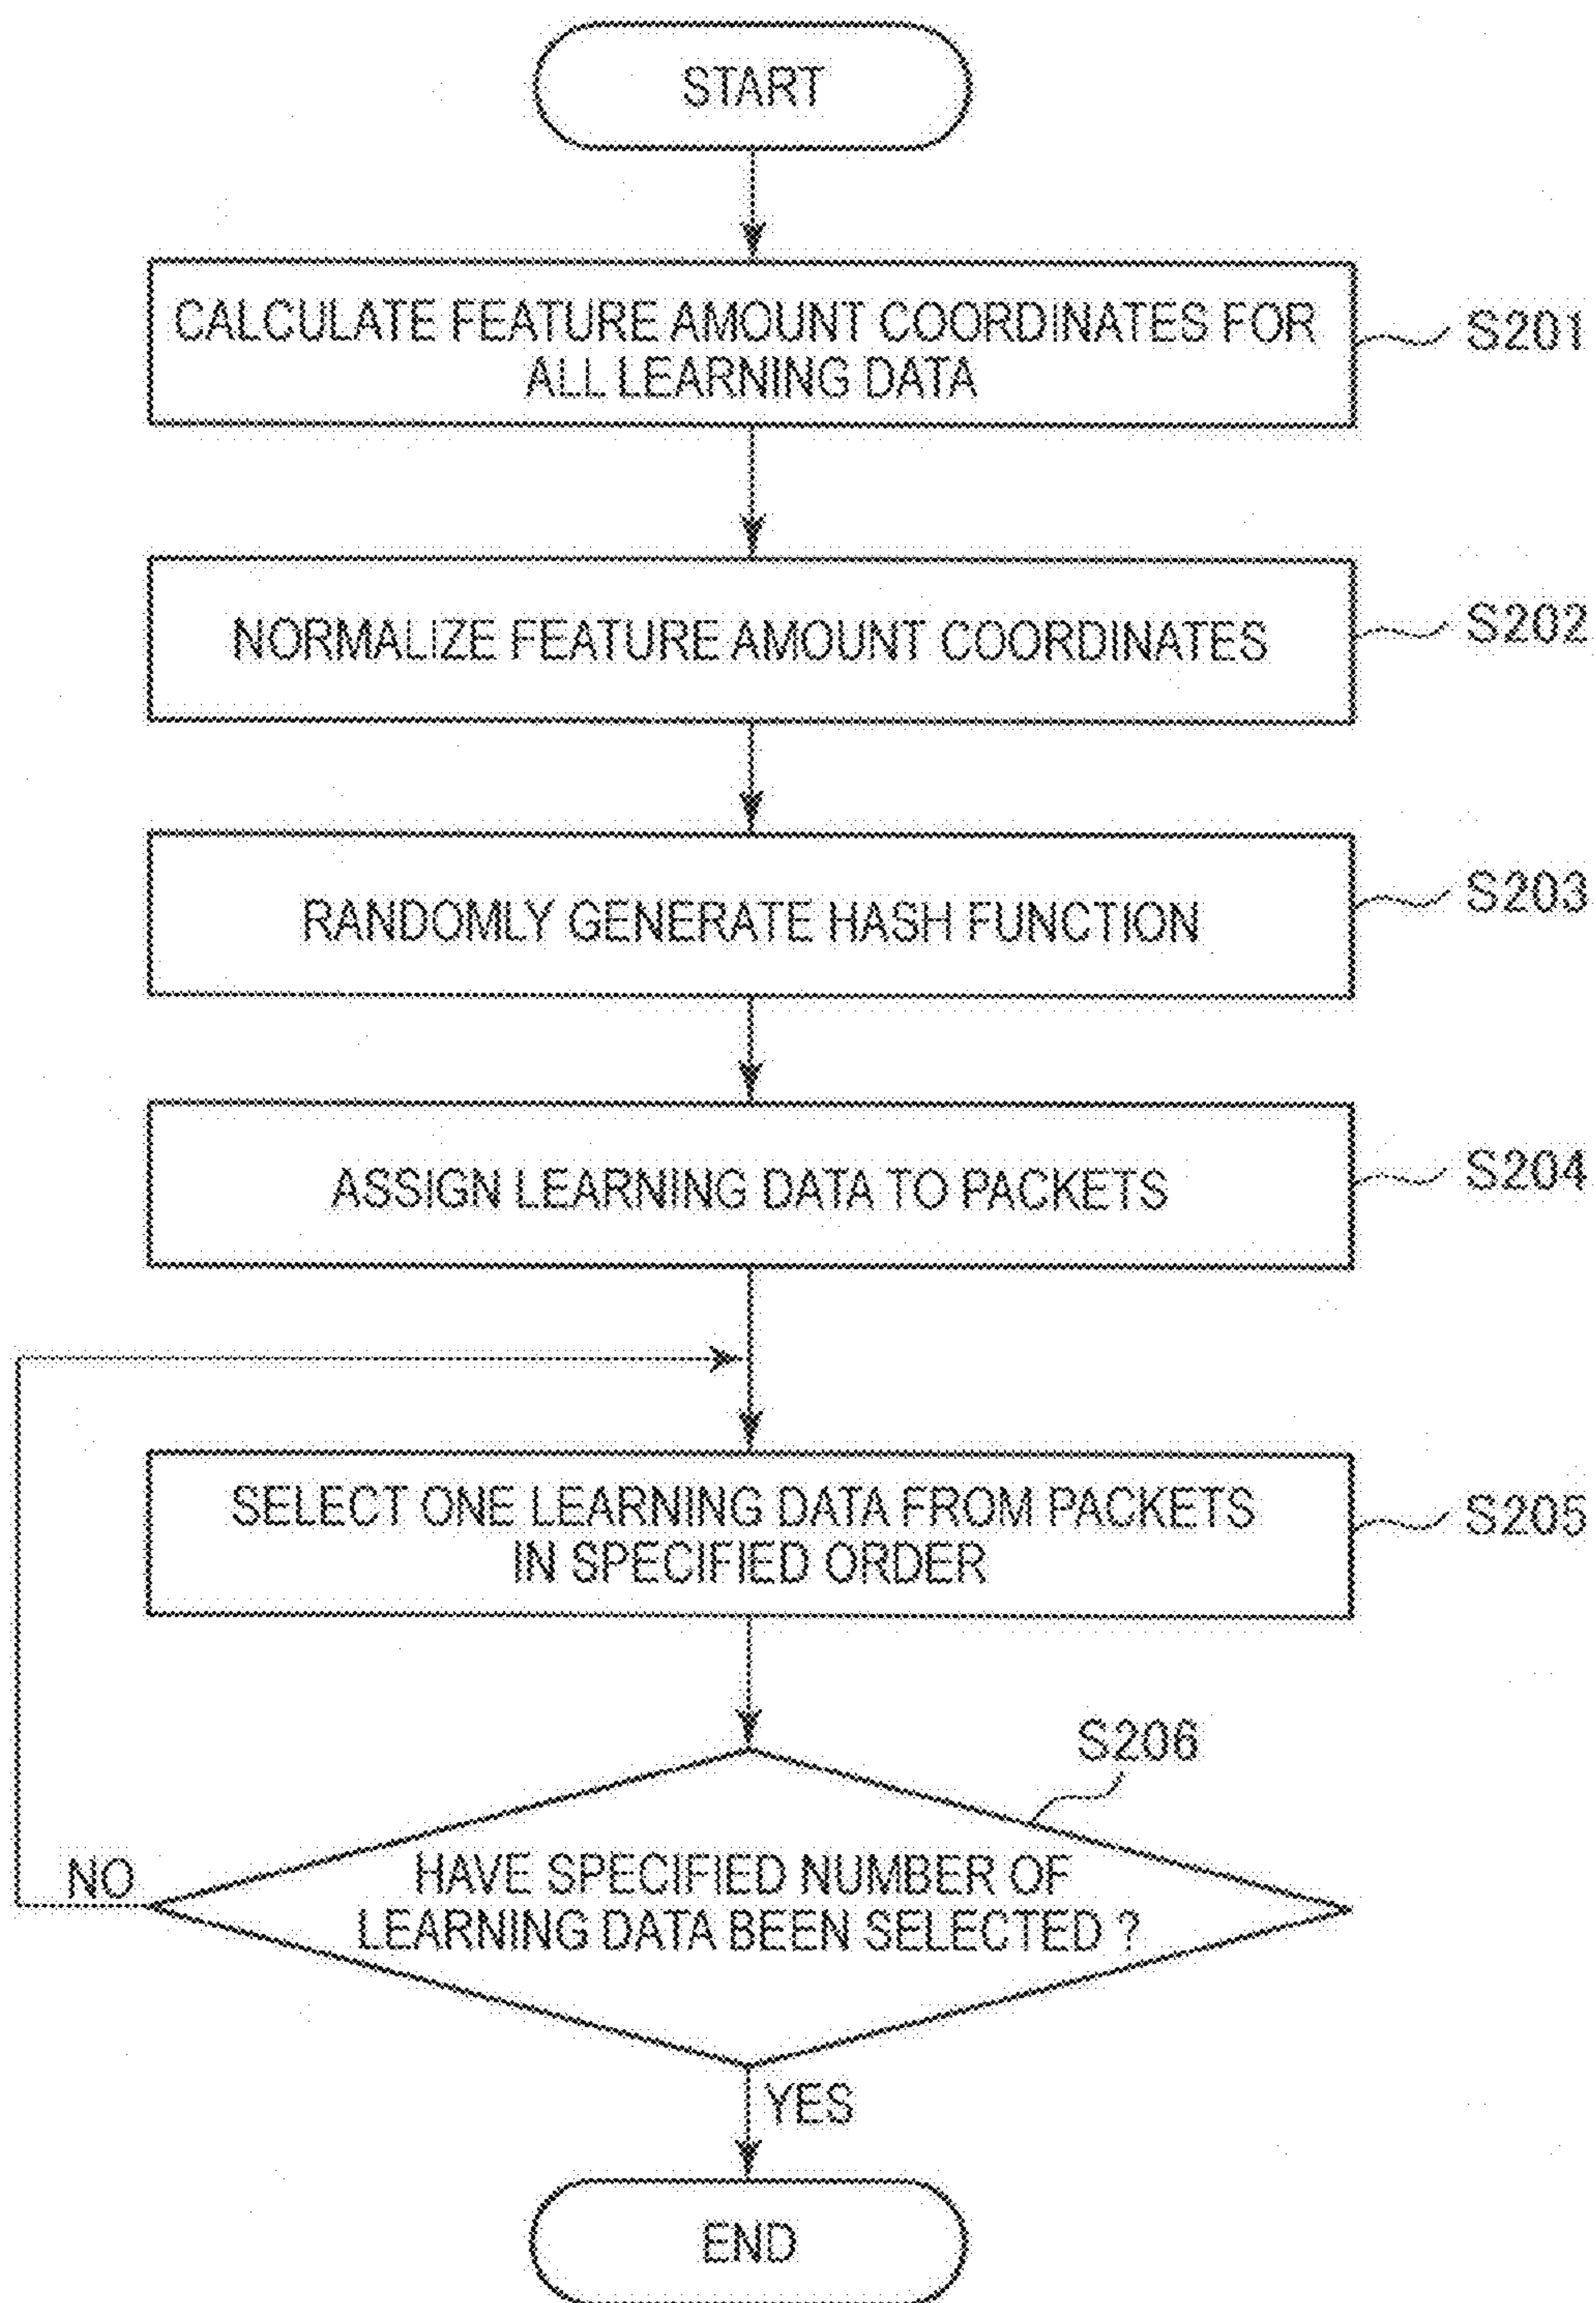 START
CALCULATE FEATURE AMOUNT COORDINATES FOR
ALL LEARNING DATA
S201
NORMALIZE FEATURE AMOUNT COORDINATES
S202
RANDOMLY GENERATE HASH FUNCTION
S203
ASSIGN LEARNING DATA TO PACKETS
S204
SELECT ONE LEARNING DATA FROM PACKETS
IN SPECIFIED ORDER
S205
S206
HAVE SPECIFIED NUMBER OF
LEARNING DATA BEEN SELECTED ?
NO
YES
END